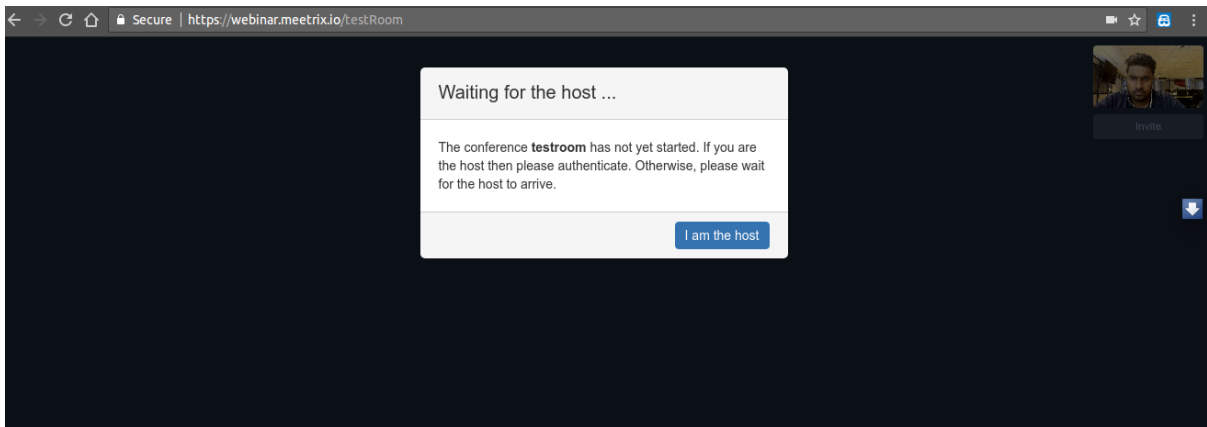 Secure | https://webinar.meetrix.io/testRoom
Waiting for the host ...
The conference testroom has not yet started. If you are
the host then please authenticate. Otherwise, please wait
for the host to arrive.
I am the host
Invite